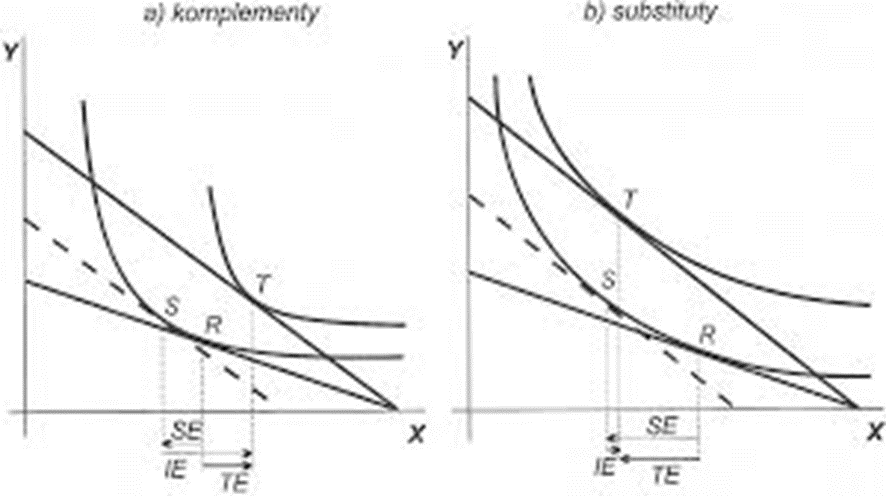 a) komplementy
Y
T
S
R
X
SE
IE
TE
b) substituty
Y
T
S
R
X
SE
IE
TE